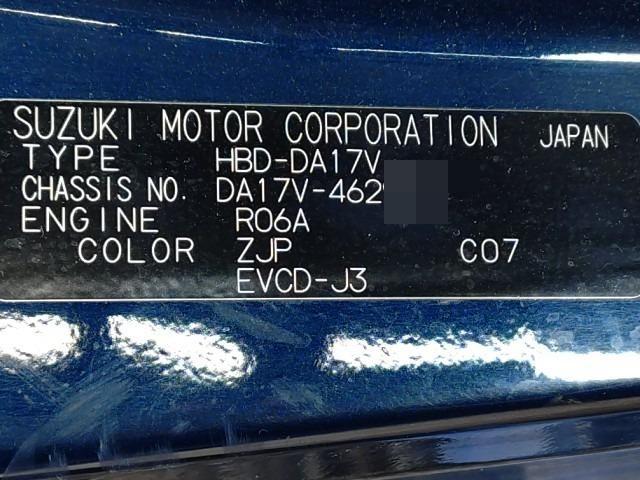 SUZUKI MOTOR CORPORATION JAPAN
TYPE HBD-DA17V
CHASSIS NO. DA17V-462
ENGINE R06A
COLOR ZJP C07
EVCD-J3